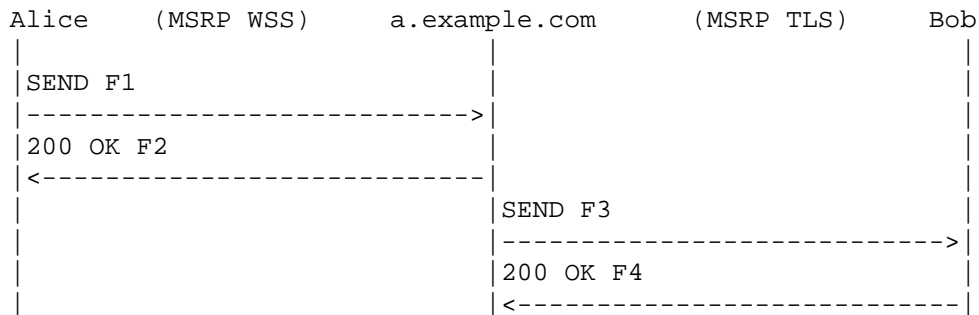 Alice    (MSRP WSS)    a.example.com    (MSRP TLS)    Bob
|                             |                             |
|SEND F1                      |                             |
|---------------------------->|                             |
|200 OK F2                    |                             |
|<----------------------------|                             |
|                             |SEND F3                      |
|                             |---------------------------->|
|                             |200 OK F4                    |
|                             |<----------------------------|